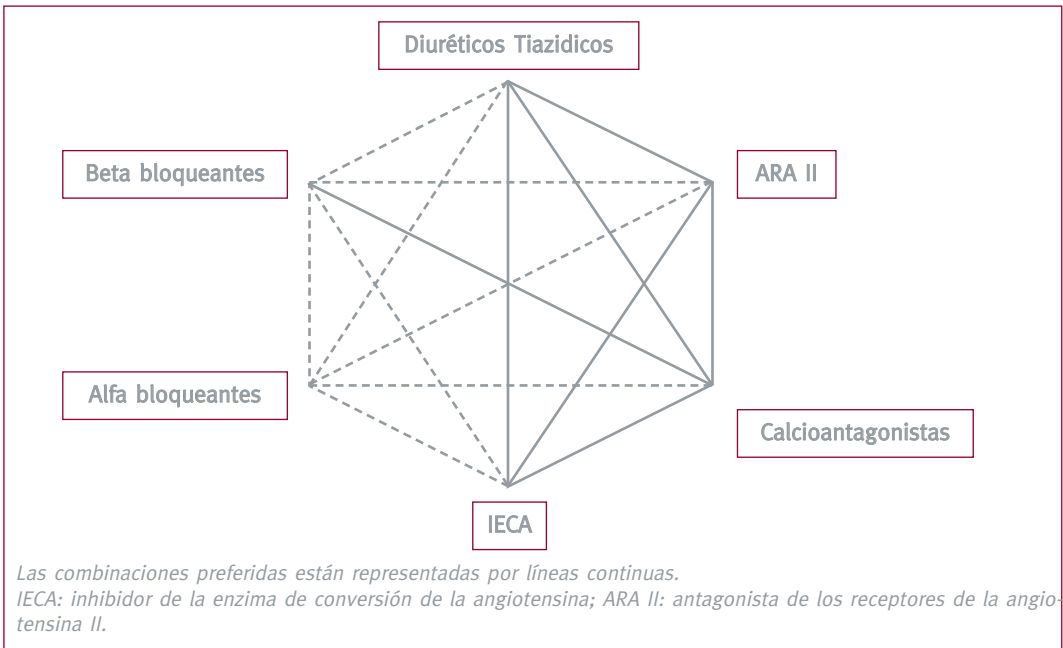 Diuréticos Tiazidicos
Beta bloqueantes
ARA II
Alfa bloqueantes
Calcioantagonistas
IECA
Las combinaciones preferidas están representadas por líneas continuas.
IECA: inhibidor de la enzima de conversión de la angiotensina; ARA II: antagonista de los receptores de la angio-
tensina II.